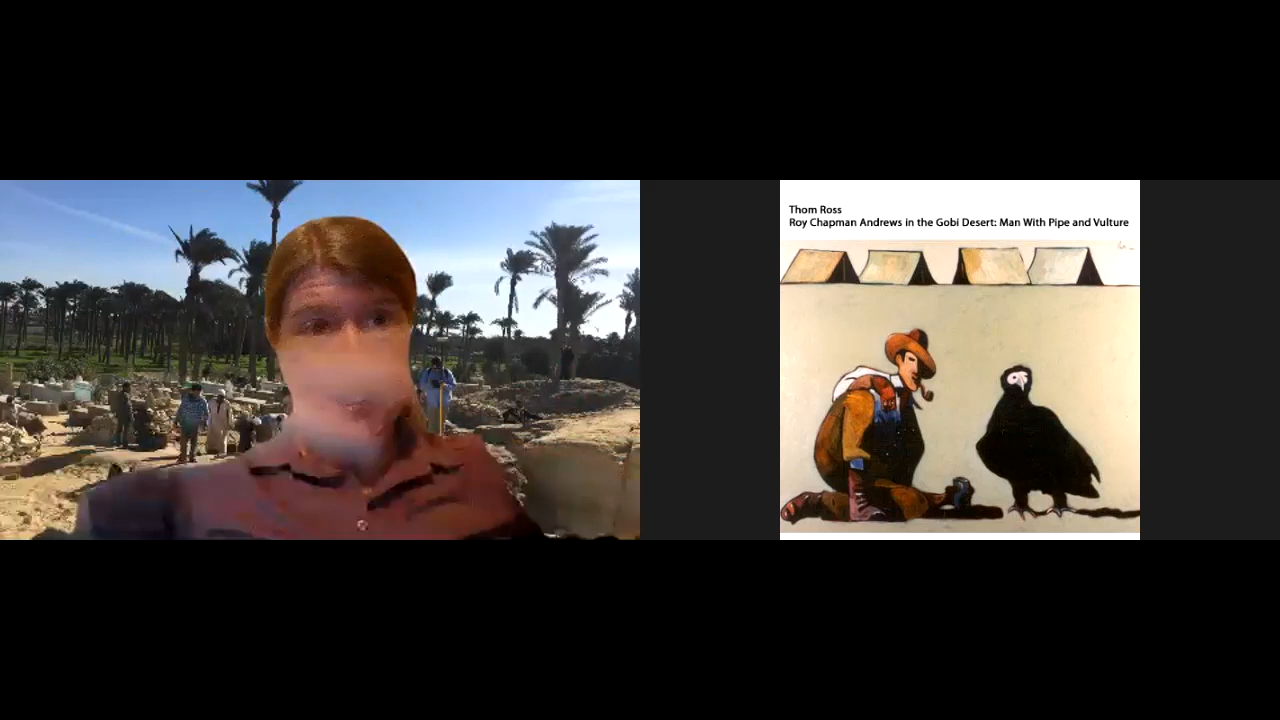 Thom Ross
Roy Chapman Andrews in the Gobi Desert: Man With Pipe and Vulture